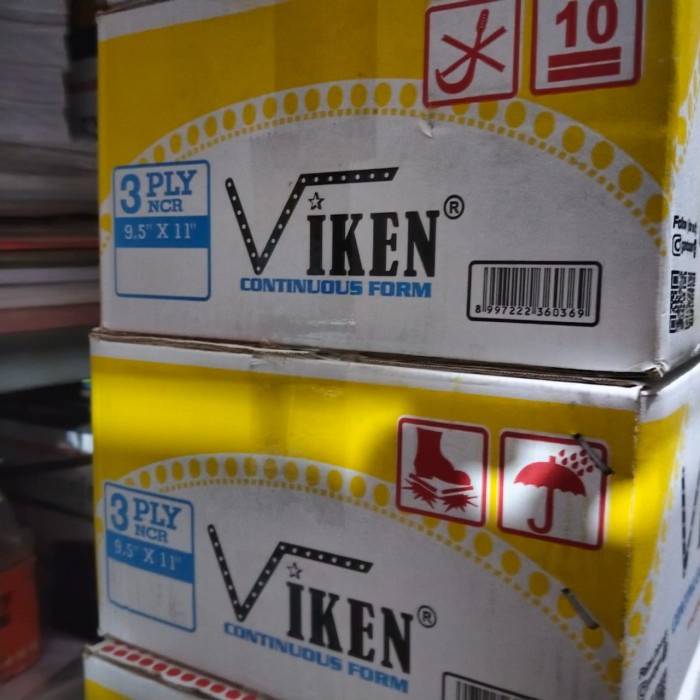 10
3 PLY
NCR
9.5" X 11"
VIKEN®
CONTINUOUS FORM
8 997222 360369
3 PLY
NCR
9.5" X 11"
VIKEN®
CONTINUOUS FORM